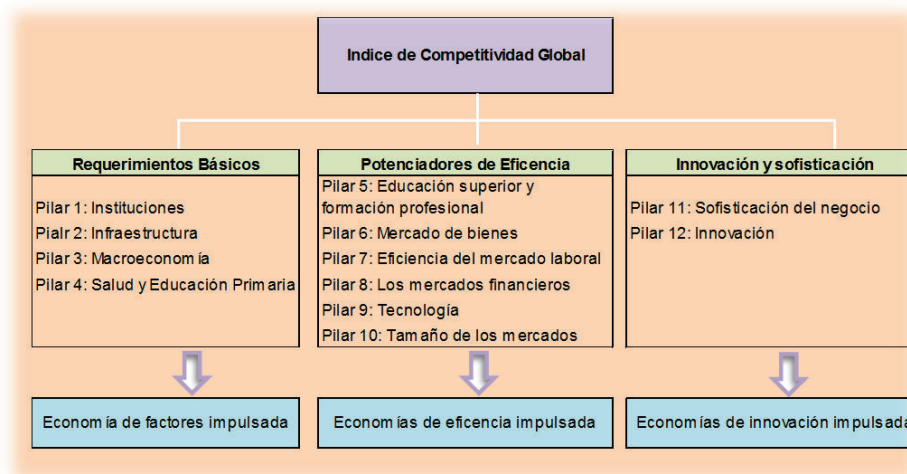 Indice de Competitividad Global
Requerimientos Básicos
Pilar 1: Instituciones
Pialr 2: Infraestructura
Pilar 3: Macroeconomía
Pilar 4: Salud y Educación Primaria
Economía de factores impulsada
Potenciadores de Eficencia
Pilar 5: Educación superior y
formación profesional
Pilar 6: Mercado de bienes
Pilar 7: Eficiencia del mercado laboral
Pilar 8: Los mercados financieros
Pilar 9: Tecnología
Pilar 10: Tamaño de los mercados
Economías de eficencia impulsada
Innovación y sofisticación
Pilar 11: Sofisticación del negocio
Pilar 12: Innovación
Economías de innovación impulsada